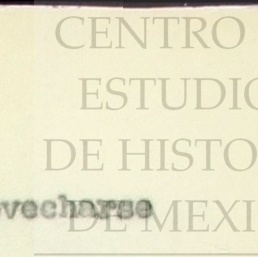 CENTRO
ESTUDIO
DE HISTO
vecharse
DE MEXI